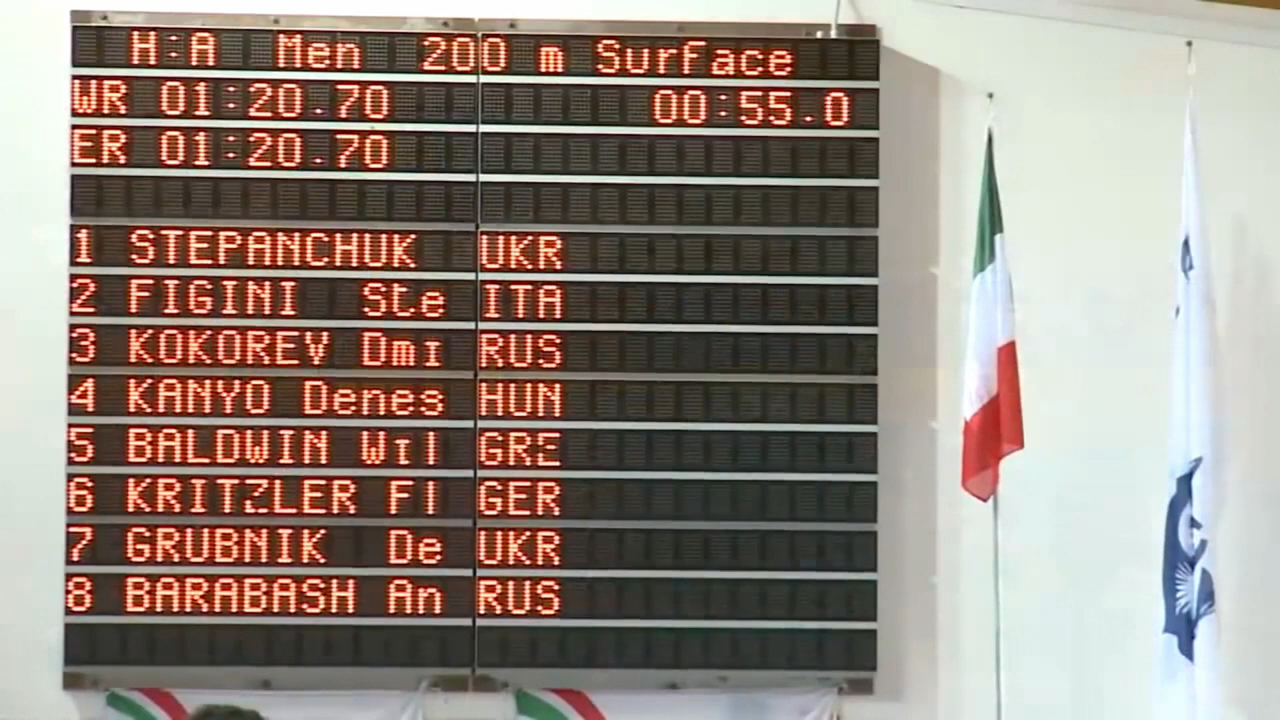 H:A Men 200 m Surface
WR 01:20.70 00:55.0
ER 01:20.70
1 STEPANCHUK UKR
2 FIGINI Ste ITA
3 KOKOREV Dmi RUS
4 KANYO Denes HUN
5 BALDWIN Wil GRE
6 KRITZLER Fl GER
7 GRUBNIK De UKR
8 BARABASH An RUS